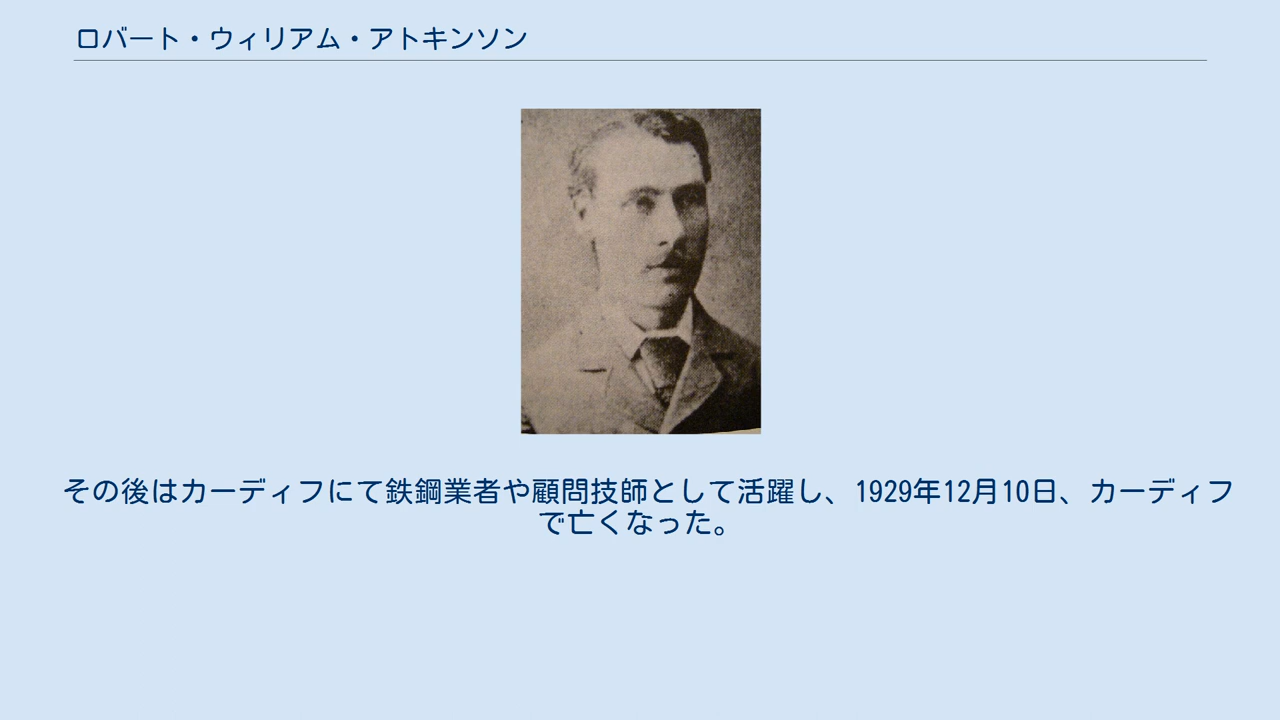 ロバート・ウィリアム・アトキンソン
その後はカーディフにて鉄鋼業者や顧問技師として活躍し、1929年12月10日、カーディフ
で亡くなった。